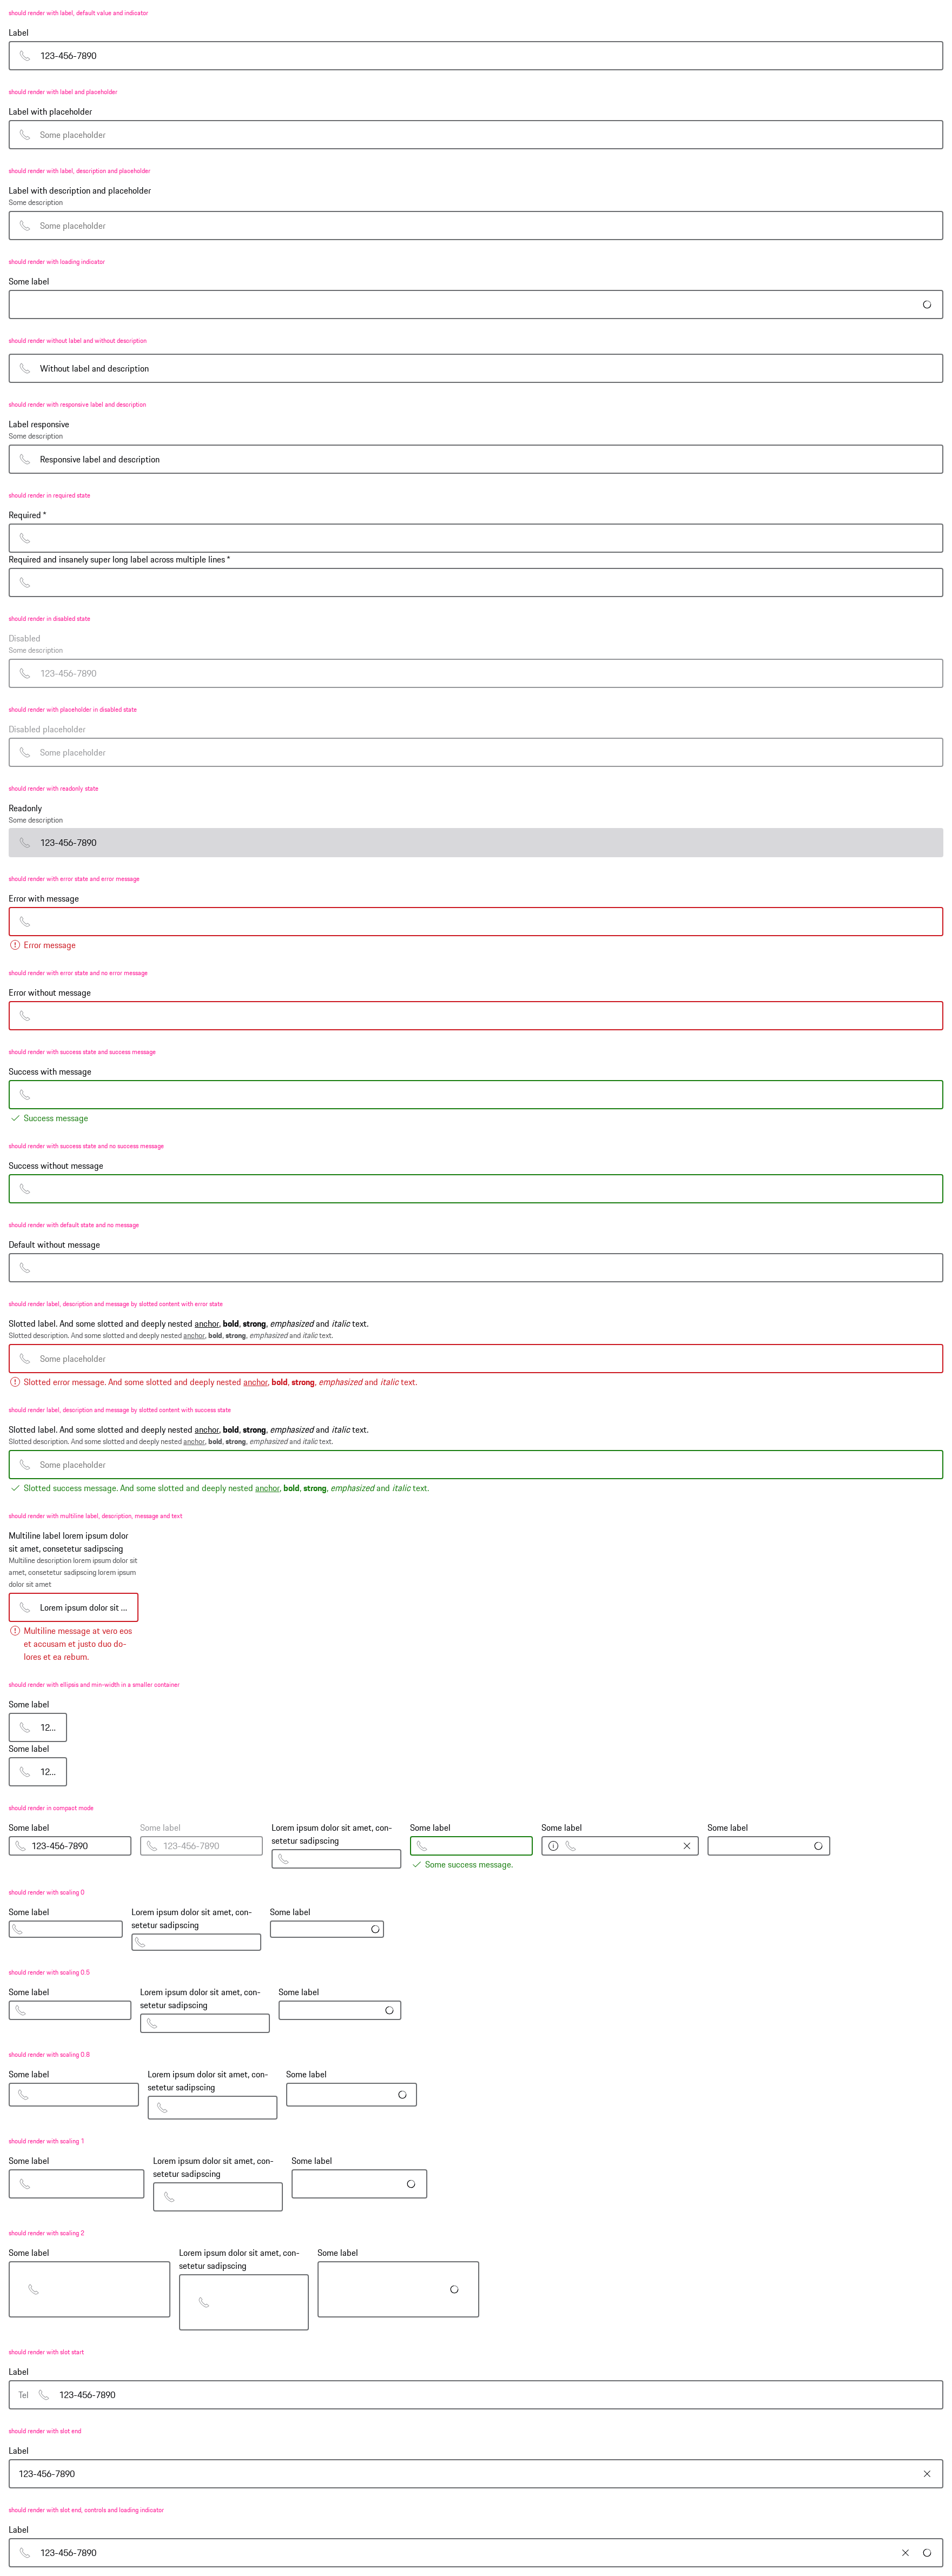 should render with label, default value and indicator
Label
123-456-7890
should render with label and placeholder
Label with placeholder
Some placeholder
should render with label, description and placeholder
Label with description and placeholder
Some description
Some placeholder
should render with loading indicator
Some label
should render without label and without description
Without label and description
should render with responsive label and description
Label responsive
Some description
Responsive label and description
should render in required state
Required *
Required and insanely super long label across multiple lines *
should render in disabled state
Disabled
Some description
123-456-7890
should render with placeholder in disabled state
Disabled placeholder
Some placeholder
should render with readonly state
Readonly
Some description
123-456-7890
should render with error state and error message
Error with message
Error message
should render with error state and no error message
Error without message
should render with success state and success message
Success with message
Success message
should render with success state and no success message
Success without message
should render with default state and no message
Default without message
should render label, description and message by slotted content with error state
Slotted label. And some slotted and deeply nested anchor, bold, strong, emphasized and italic text.
Slotted description. And some slotted and deeply nested anchor, bold, strong, emphasized and italic text.
Some placeholder
Slotted error message. And some slotted and deeply nested anchor, bold, strong, emphasized and italic text.
should render label, description and message by slotted content with success state
Slotted label. And some slotted and deeply nested anchor, bold, strong, emphasized and italic text.
Slotted description. And some slotted and deeply nested anchor, bold, strong, emphasized and italic text.
Some placeholder
Slotted success message. And some slotted and deeply nested anchor, bold, strong, emphasized and italic text.
should render with multiline label, description, message and text
Multiline label lorem ipsum dolor
sit amet, consetetur sadipscing
Multiline description lorem ipsum dolor sit
amet, consetetur sadipscing lorem ipsum
dolor sit amet
Lorem ipsum dolor sit ...
Multiline message at vero eos
et accusam et justo duo do-
lores et ea rebum.
should render with ellipsis and min-width in a smaller container
Some label
12...
Some label
12...
should render in compact mode
Some label
123-456-7890
Some label
123-456-7890
Lorem ipsum dolor sit amet, con-
setetur sadipscing
Some label
Some success message.
Some label
Some label
should render with scaling 0
Some label
Lorem ipsum dolor sit amet, con-
setetur sadipscing
Some label
should render with scaling 0.5
Some label
Lorem ipsum dolor sit amet, con-
setetur sadipscing
Some label
should render with scaling 0.8
Some label
Lorem ipsum dolor sit amet, con-
setetur sadipscing
Some label
should render with scaling 1
Some label
Lorem ipsum dolor sit amet, con-
setetur sadipscing
Some label
should render with scaling 2
Some label
Lorem ipsum dolor sit amet, con-
setetur sadipscing
Some label
should render with slot start
Label
Tel 123-456-7890
should render with slot end
Label
123-456-7890
should render with slot end, controls and loading indicator
Label
123-456-7890